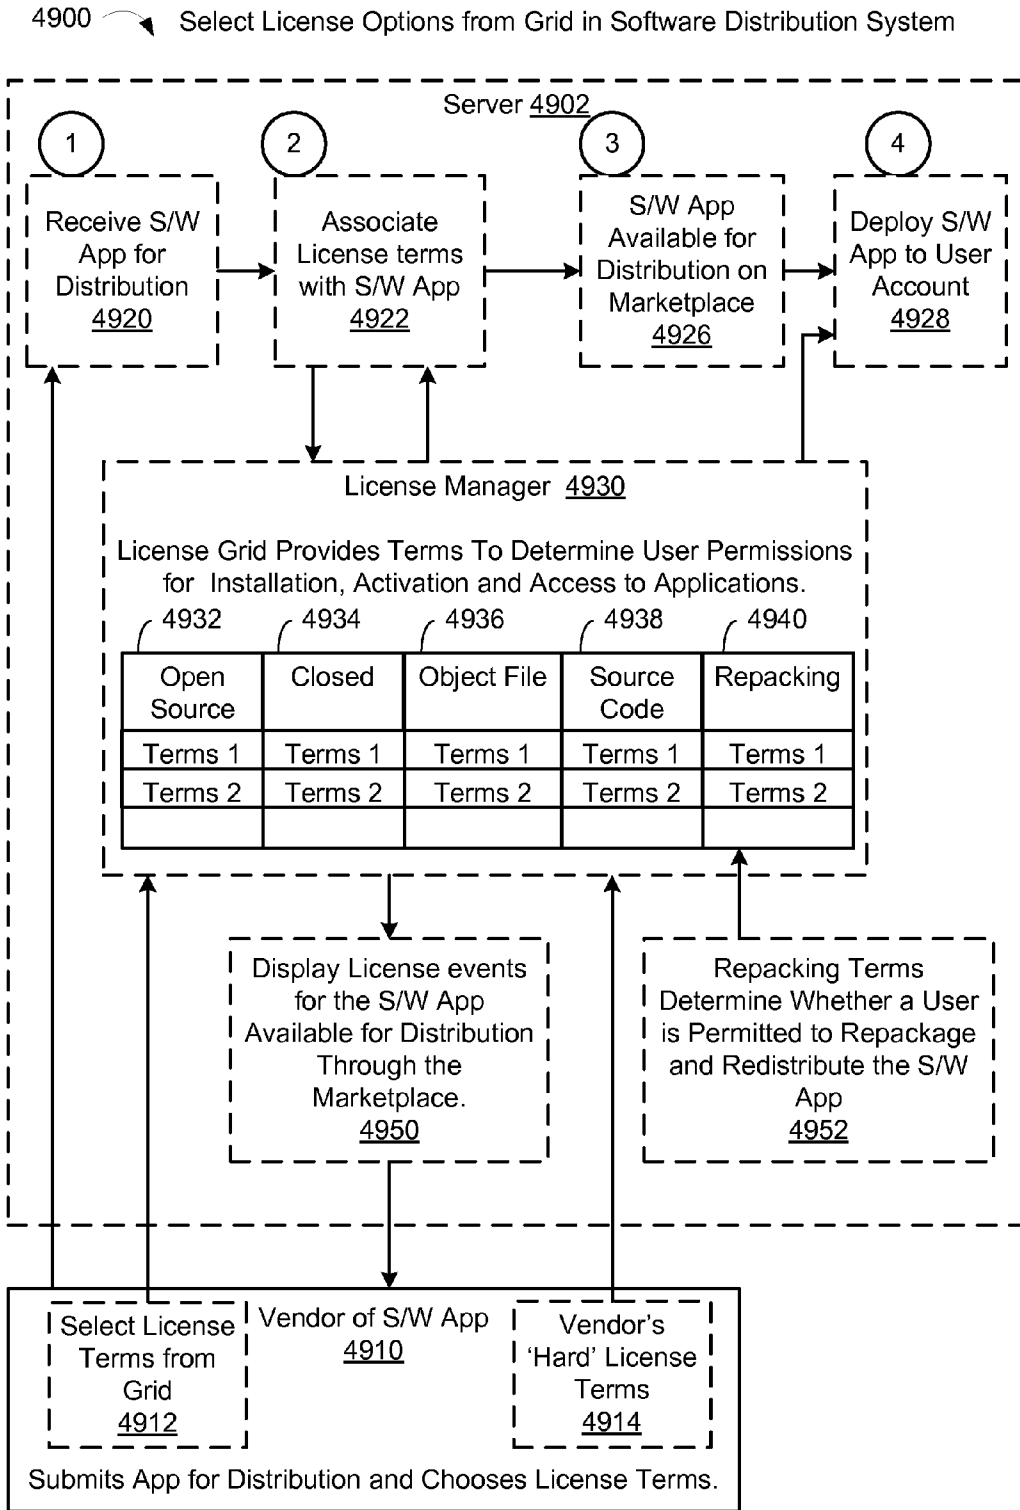 4900 Select License Options from Grid in Software Distribution System
Server 4902
1
2
3
4
Receive S/W
App for
Distribution
4920
Associate
License terms
with S/W App
4922
S/W App
Available for
Distribution on
Marketplace
4926
Deploy S/W
App to User
Account
4928
License Manager 4930
License Grid Provides Terms To Determine User Permissions
for Installation, Activation and Access to Applications.
4932 4934 4936 4938 4940
Open
Source
Closed
Object File
Source
Code
Repacking
Terms 1 Terms 1 Terms 1 Terms 1 Terms 1
Terms 2 Terms 2 Terms 2 Terms 2 Terms 2
Display License events
for the S/W App
Available for Distribution
Through the
Marketplace.
4950
Repacking Terms
Determine Whether a User
is Permitted to Repackage
and Redistribute the S/W
App
4952
Select License
Terms from
Grid
4912
Vendor of S/W App
4910
Vendor's
‘Hard’ License
Terms
4914
Submits App for Distribution and Chooses License Terms.